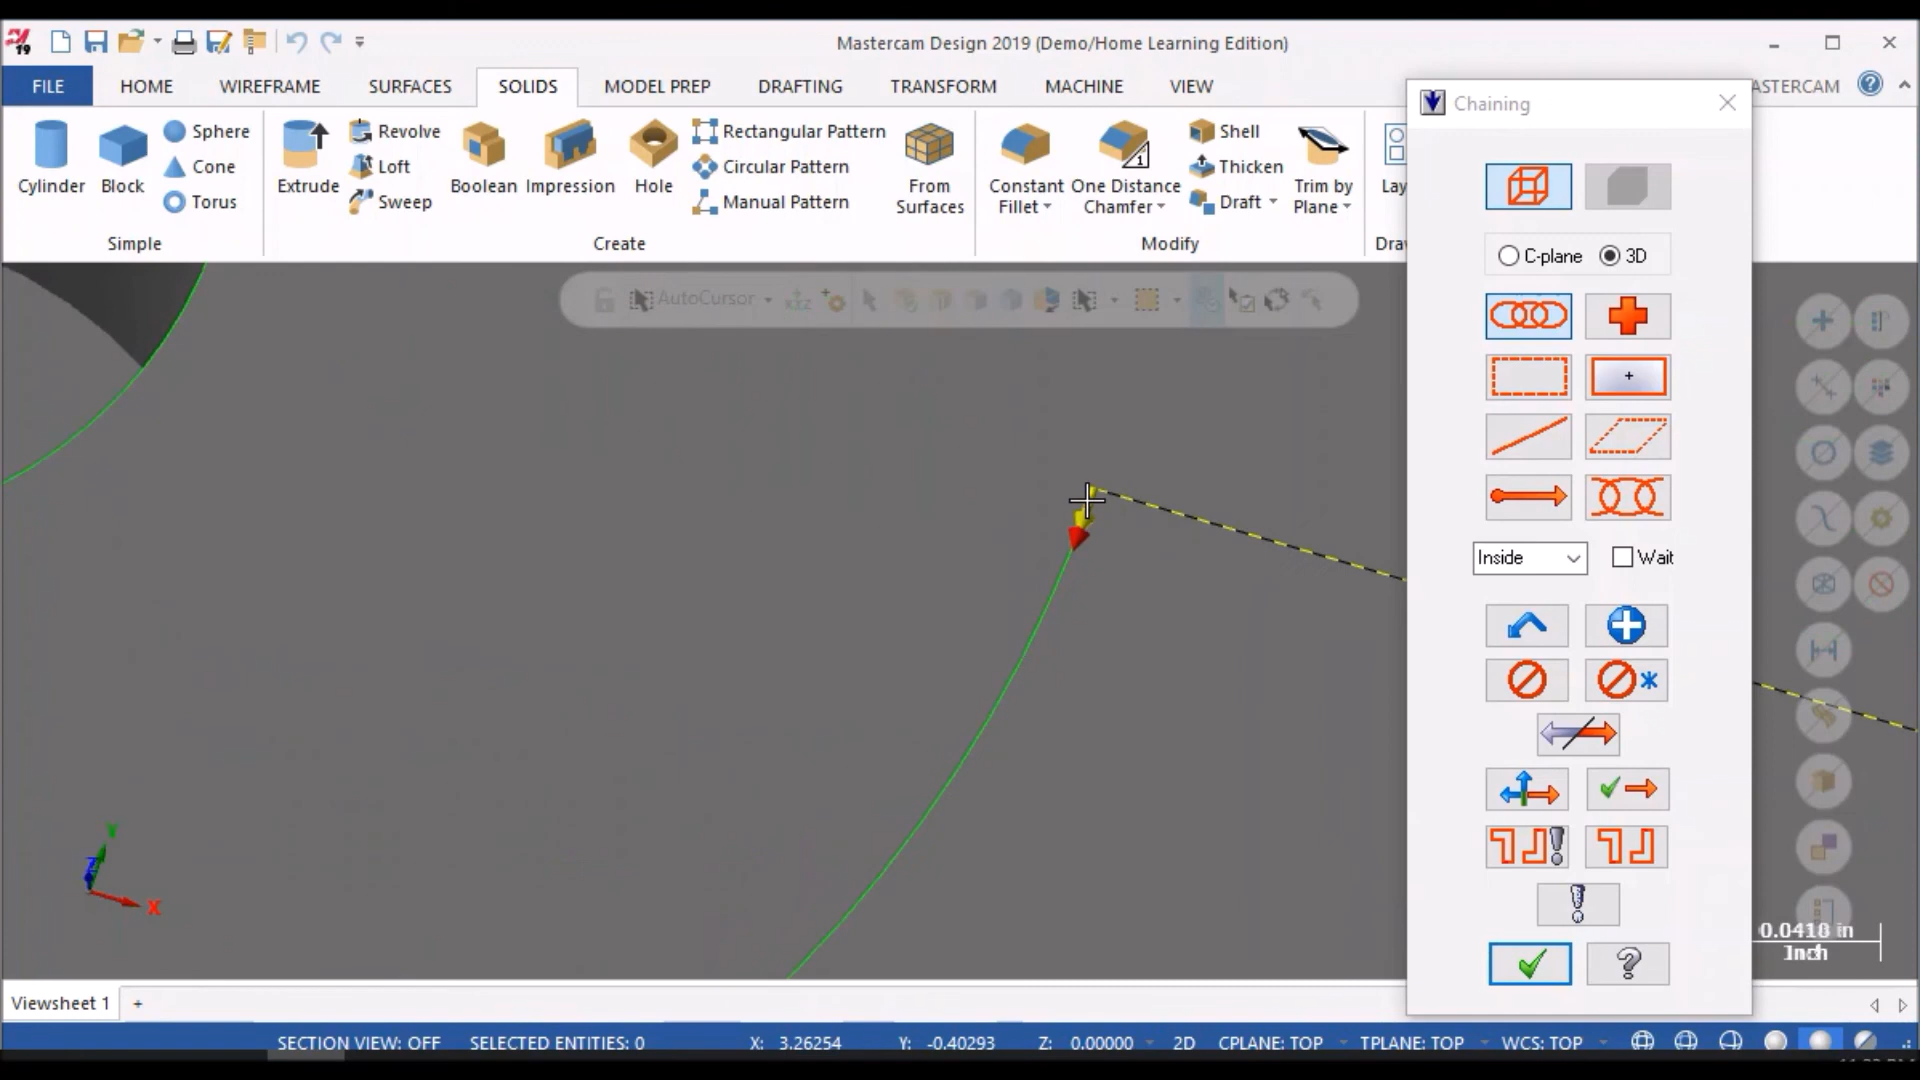 19
Mastercam Design 2019 (Demo/Home Learning Edition)
FILE HOME WIREFRAME SURFACES SOLIDS MODEL PREP DRAFTING TRANSFORM MACHINE VIEW ASTERCAM
Chaining
Cylinder
Block
Sphere
Cone
Torus
Simple
Extrude
Revolve
Loft
Sweep
Boolean
Impression
Hole
Rectangular Pattern
Circular Pattern
Manual Pattern
From
Surfaces
Create
Constant
Fillet
1
One Distance
Chamfer
Shell
Thicken
Draft
Trim by
Plane
Modify
Lay
Dra
AutoCursor
xyz
C-plane 3D
Inside Wait
Y
Z
X
0.0418 in
Inch
Viewsheet 1 +
SECTION VIEW: OFF SELECTED ENTITIES: 0 X: 3.26254 Y: -0.40293 Z: 0.00000 2D CPLANE: TOP TPLANE: TOP WCS: TOP